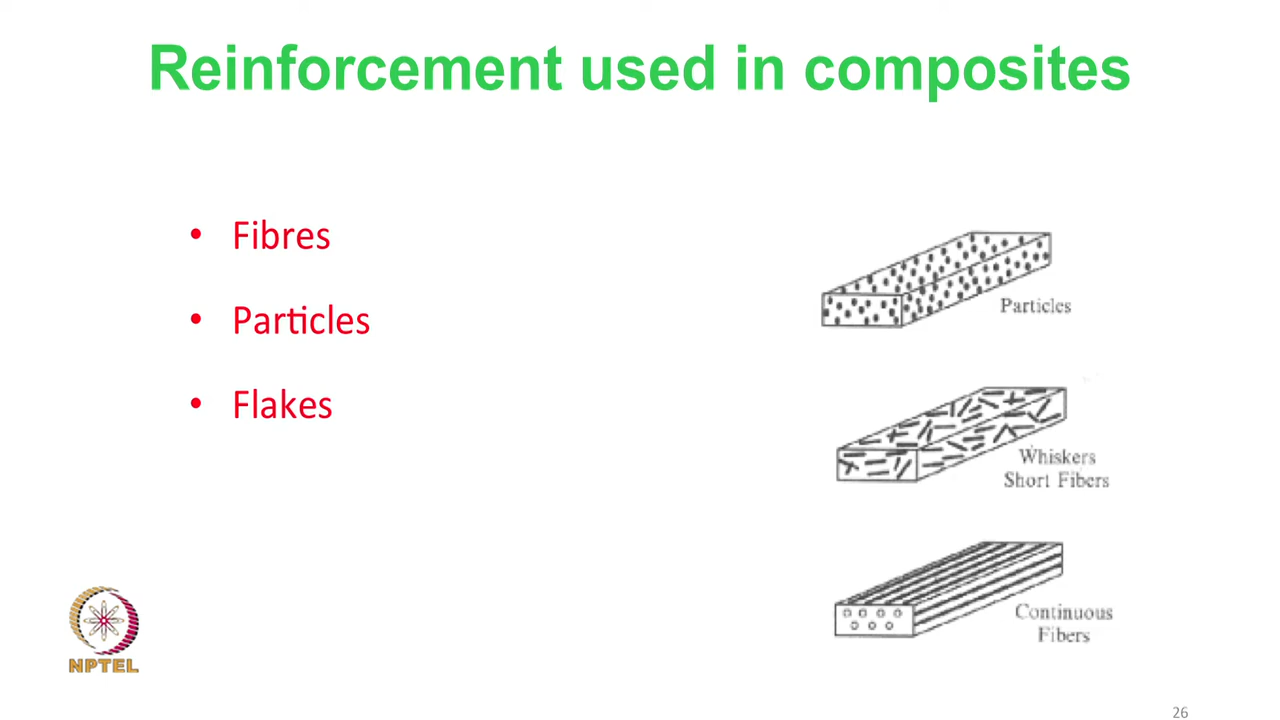 Reinforcement used in composites
• Fibres
• Particles
• Flakes
Particles
Whiskers
Short Fibers
Continuous
Fibers
NPTEL
26